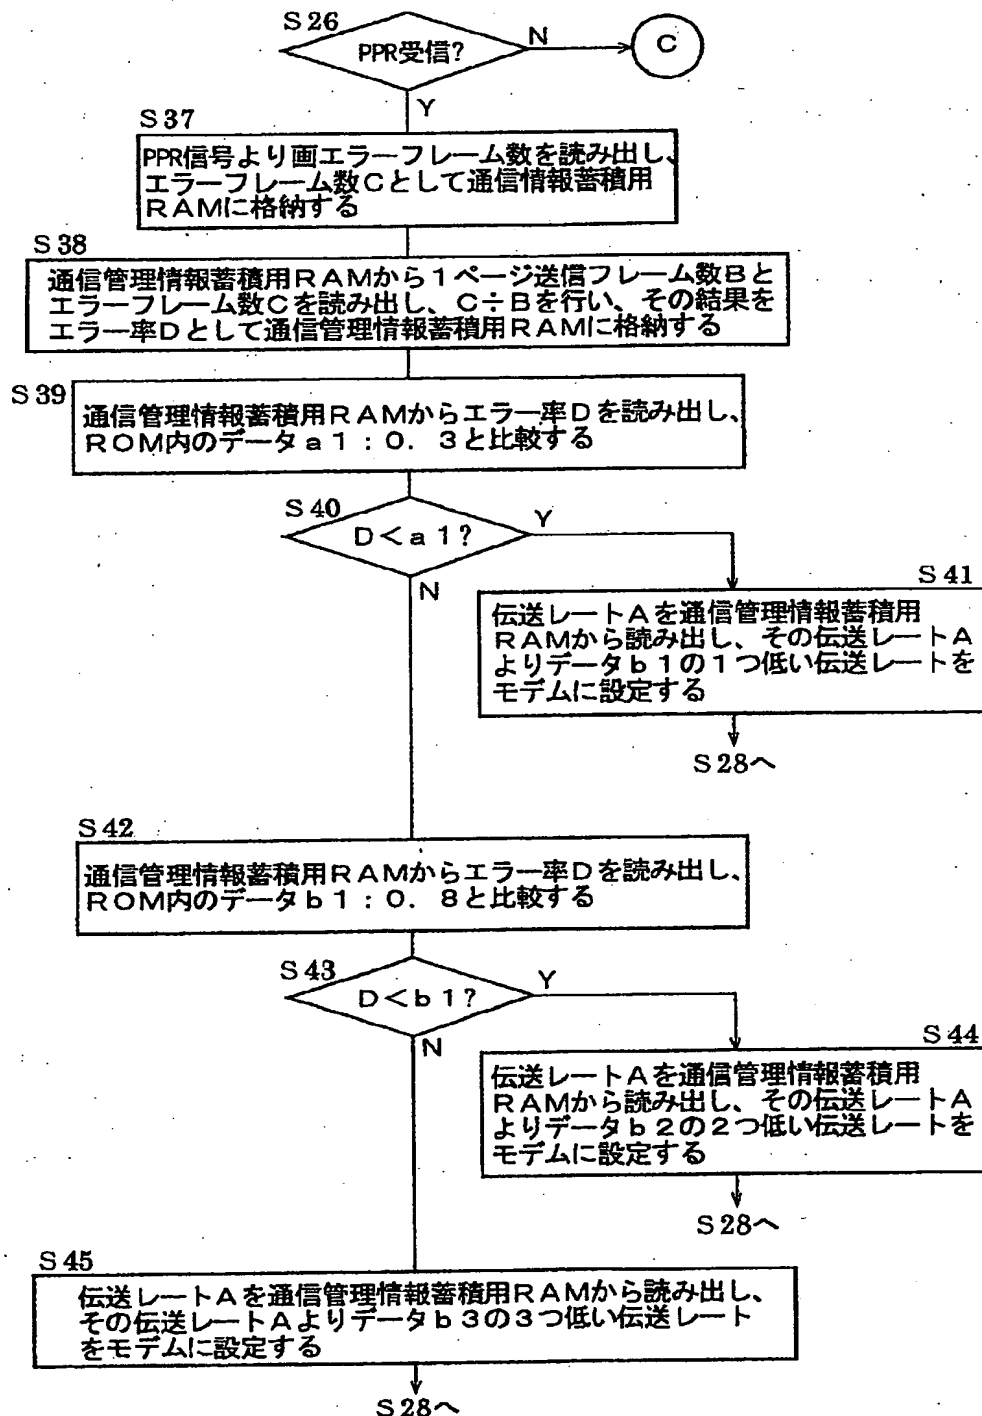 S26
PPR受信?
N
C
Y
S37
PPR信号より画エラーフレーム数を読み出し、
エラーフレーム数Cとして通信情報蓄積用
RAMに格納する
S38
通信管理情報蓄積用RAMから1ページ送信フレーム数Bと
エラーフレーム数Cを読み出し、C÷Bを行い、その結果を
エラー率Dとして通信管理情報蓄積用RAMに格納する
S39
通信管理情報蓄積用RAMからエラー率Dを読み出し、
ROM内のデータa1:0.3と比較する
S40
D<a1?
Y
N
S41
伝送レートAを通信管理情報蓄積用
RAMから読み出し、その伝送レートA
よりデータb1の1つ低い伝送レートを
モデムに設定する
S28へ
S42
通信管理情報蓄積用RAMからエラー率Dを読み出し、
ROM内のデータb1:0.8と比較する
S43
D<b1?
Y
N
S44
伝送レートAを通信管理情報蓄積用
RAMから読み出し、その伝送レートA
よりデータb2の2つ低い伝送レートを
モデムに設定する
S28へ
S45
伝送レートAを通信管理情報蓄積用RAMから読み出し、
その伝送レートAよりデータb3の3つ低い伝送レート
をモデムに設定する
S28へ